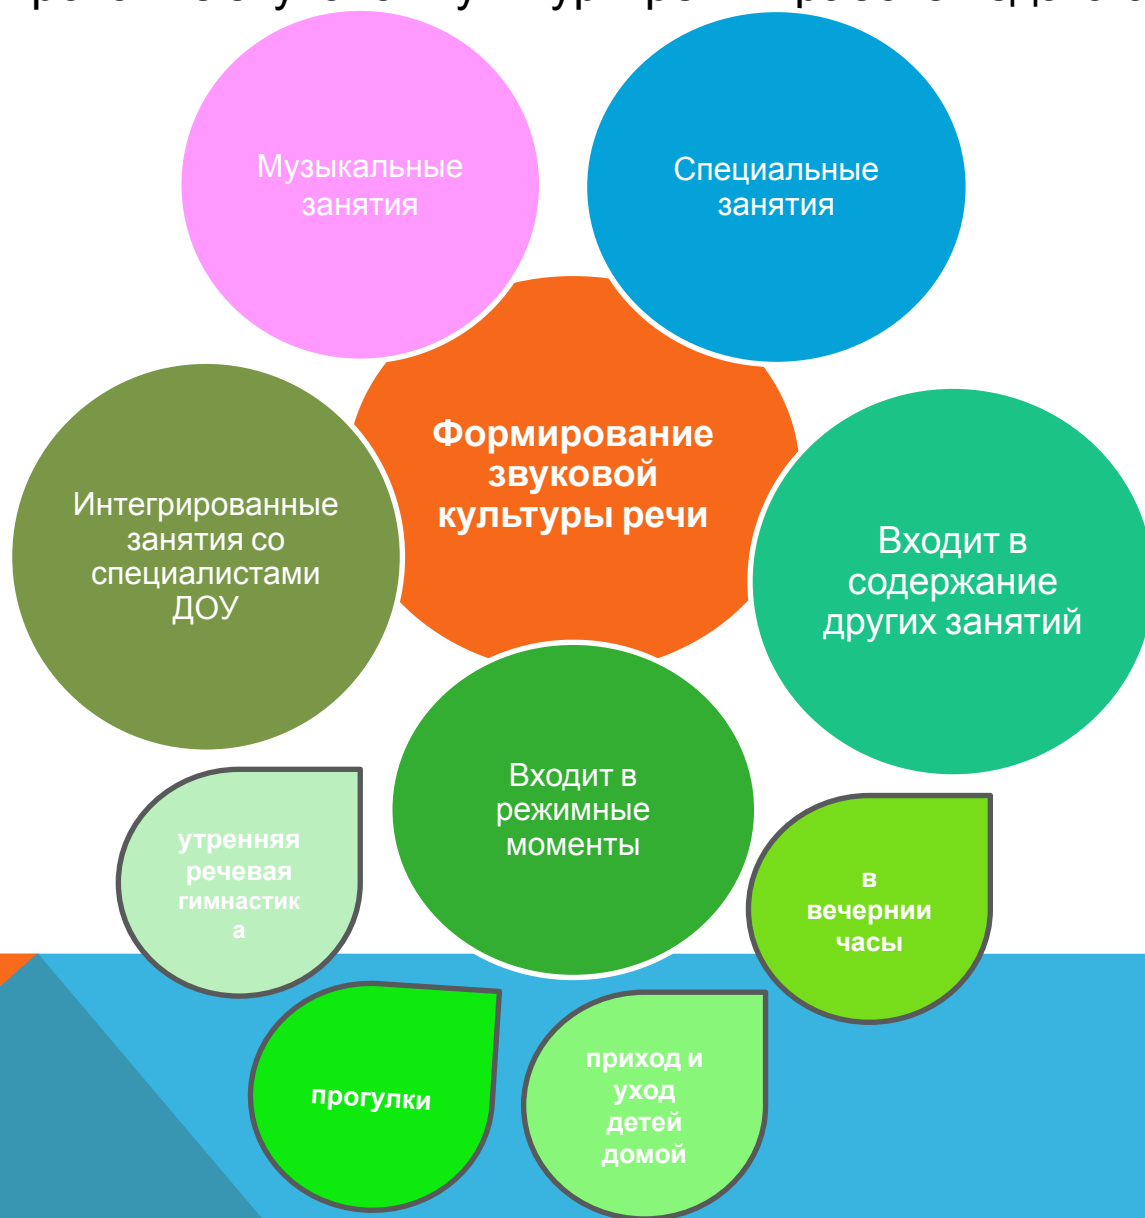 Музыкальные
занятия
Специальные
занятия
Формирование
звуковой
культуры речи
Интегрированные
занятия со
специалистами
ДОУ
Входит в
содержание
других занятий
Входит в
режимные
моменты
утренняя
речевая
гимнастик
а
в
вечернии
часы
прогулки
приход и
уход
детей
домой